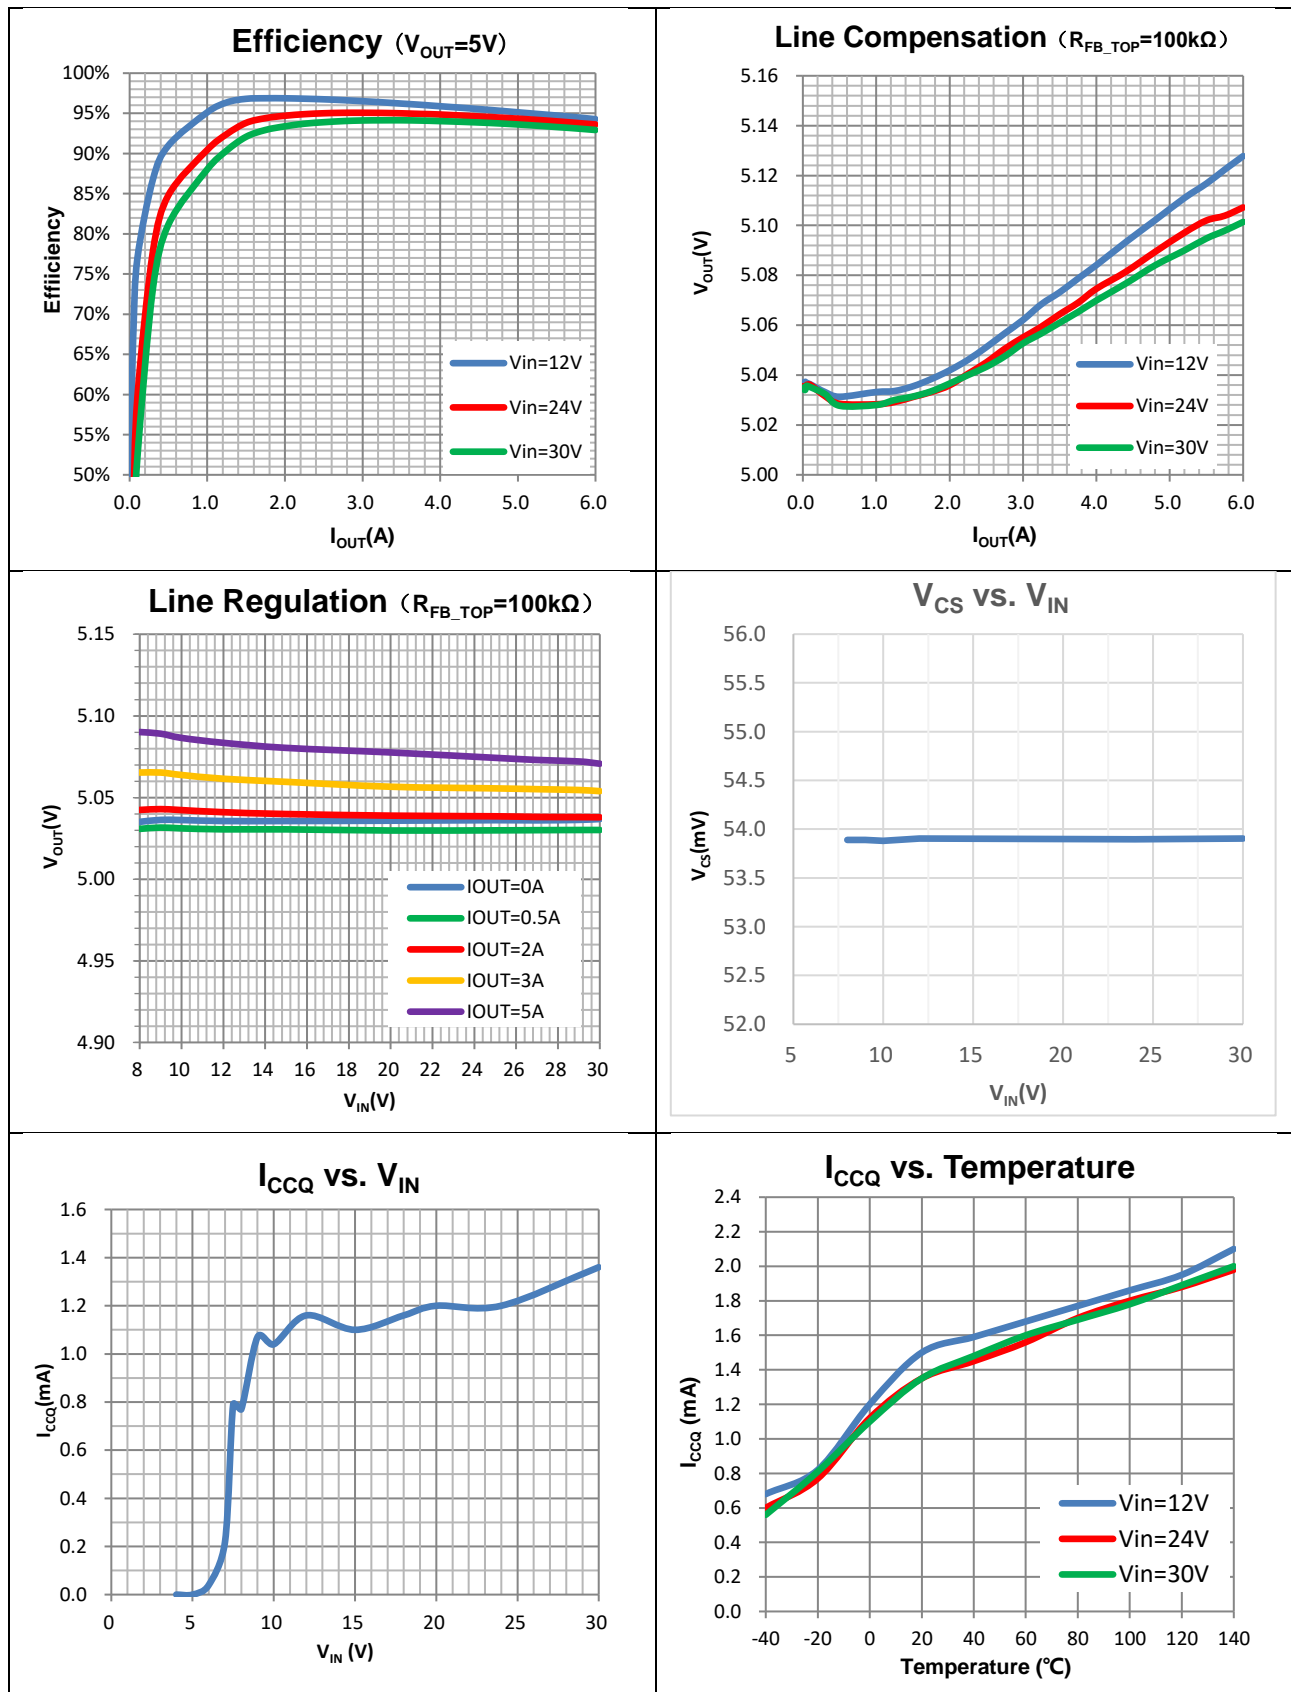 Efficiency（VOUT=5V）
100%
95%
90%
85%
80%
75%
70%
65%
60%
55%
50%
Effiiciency
Vin=12V
Vin=24V
Vin=30V
0.0 1.0 2.0 3.0 4.0 5.0 6.0
IOUT(A)
Line Compensation（RFB_TOP=100kΩ）
5.16
5.14
5.12
5.10
5.08
5.06
5.04
5.02
5.00
VOUT(V)
Vin=12V
Vin=24V
Vin=30V
0.0 1.0 2.0 3.0 4.0 5.0 6.0
IOUT(A)
Line Regulation（RFB_TOP=100kΩ）
5.15
5.10
5.05
5.00
4.95
4.90
VOUT(V)
IOUT=0A
IOUT=0.5A
IOUT=2A
IOUT=3A
IOUT=5A
8 10 12 14 16 18 20 22 24 26 28 30
VIN(V)
VCS vs. VIN
56.0
55.5
55.0
54.5
54.0
53.5
53.0
52.5
52.0
VCS(mV)
5 10 15 20 25 30
VIN(V)
ICCQ vs. VIN
1.6
1.4
1.2
1.0
0.8
0.6
0.4
0.2
0.0
ICCQ(mA)
0 5 10 15 20 25 30
VIN (V)
ICCQ vs. Temperature
2.4
2.2
2.0
1.8
1.6
1.4
1.2
1.0
0.8
0.6
0.4
0.2
0.0
ICCQ (mA)
Vin=12V
Vin=24V
Vin=30V
-40 -20 0 20 40 60 80 100 120 140
Temperature (℃)